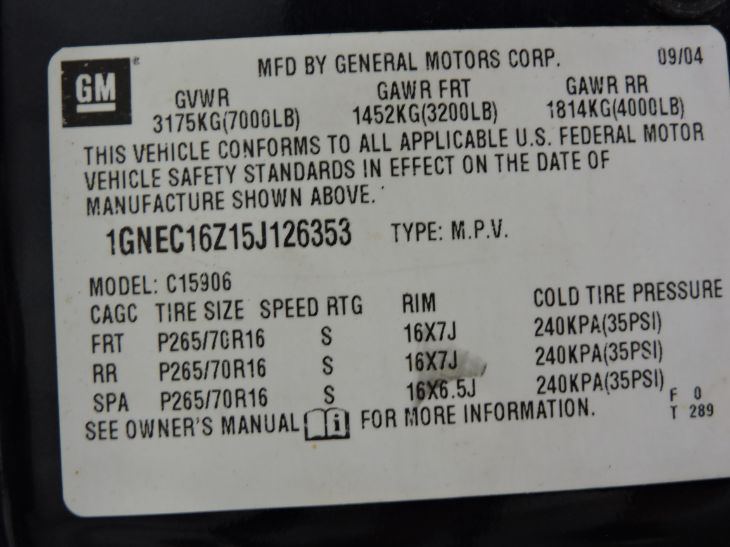 GM
MFD BY GENERAL MOTORS CORP. 09/04
GVWR GAWR FRT GAWR RR
3175KG(7000LB) 1452KG(3200LB) 1814KG(4000LB)
THIS VEHICLE CONFORMS TO ALL APPLICABLE U.S. FEDERAL MOTOR
VEHICLE SAFETY STANDARDS IN EFFECT ON THE DATE OF
MANUFACTURE SHOWN ABOVE.
1GNEC16Z15J126353 TYPE: M.P.V.
MODEL: C15906
CAGC TIRE SIZE SPEED RTG RIM COLD TIRE PRESSURE
FRT P265/70R16 S 16X7J 240KPA(35PSI)
RR P265/70R16 S 16X7J 240KPA(35PSI)
SPA P265/70R16 S 16X6.5J 240KPA(35PSI)
SEE OWNER'S MANUAL i FOR MORE INFORMATION.
F 0
T 289